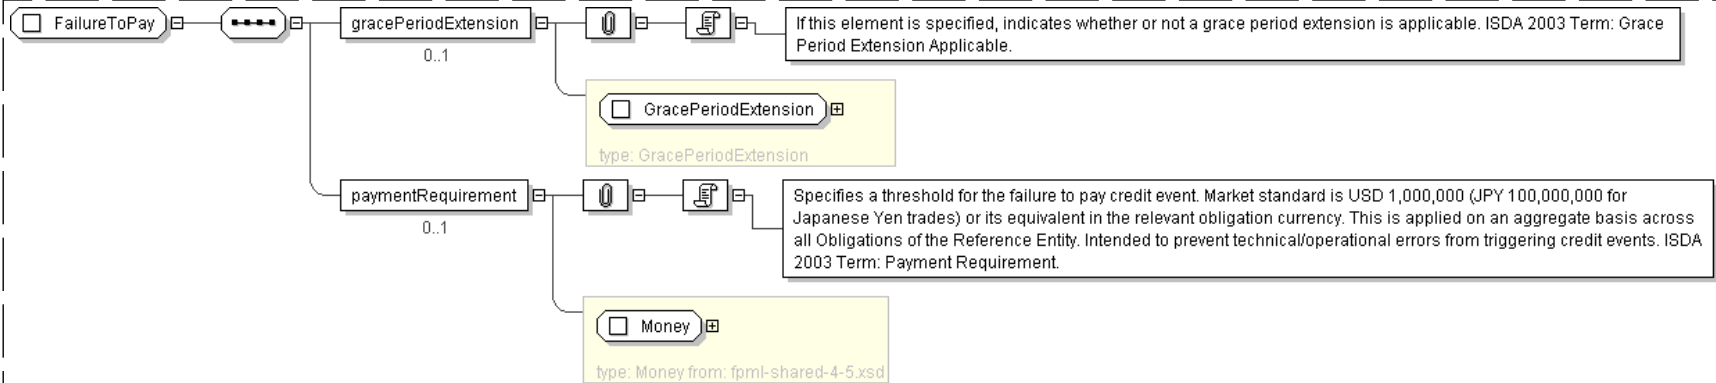 FailureToPay
gracePeriodExtension
0..1
If this element is specified, indicates whether or not a grace period extension is applicable. ISDA 2003 Term: Grace
Period Extension Applicable.
GracePeriodExtension
type: GracePeriodExtension
paymentRequirement
0..1
Specifies a threshold for the failure to pay credit event. Market standard is USD 1,000,000 (JPY 100,000,000 for
Japanese Yen trades) or its equivalent in the relevant obligation currency. This is applied on an aggregate basis across
all Obligations of the Reference Entity. Intended to prevent technical/operational errors from triggering credit events. ISDA
2003 Term: Payment Requirement.
Money
type: Money from: fpml-shared-4-5.xsd